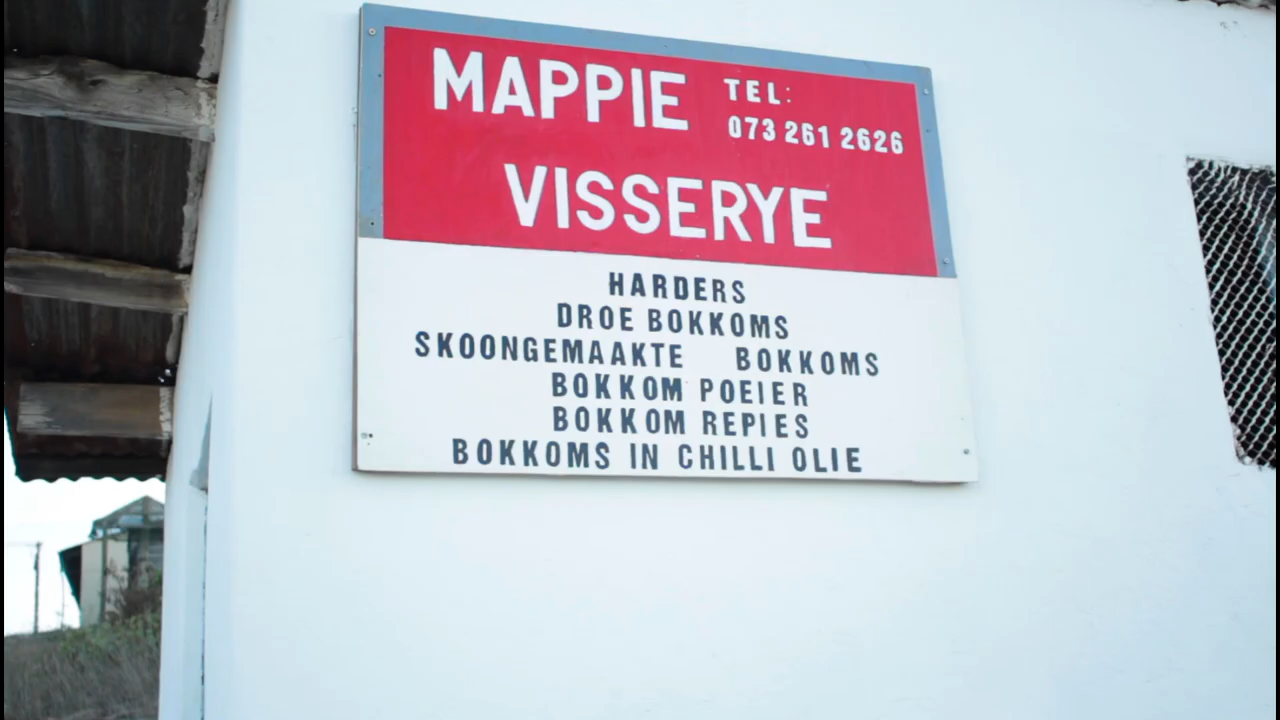 MAPPIE TEL:
073 261 2626
VISSERYE
HARDERS
DROE BOKKOMS
SKOONGEMAAKTE BOKKOMS
BOKKOM POEIER
BOKKOM REPIES
BOKKOMS IN CHILLI OLIE